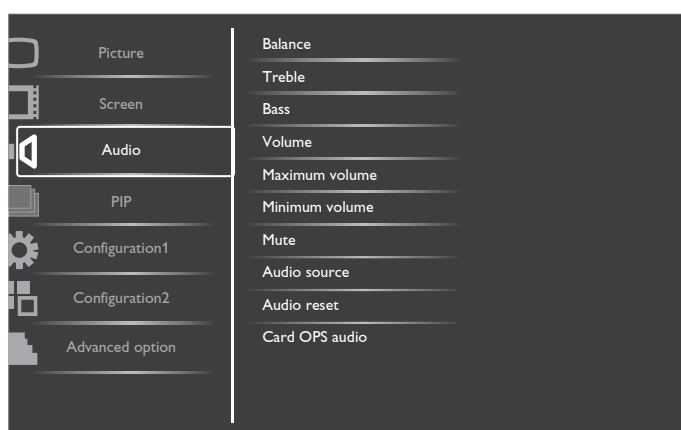 Picture
Screen
Audio
PIP
Configuration1
Configuration2
Advanced option
Balance
Treble
Bass
Volume
Maximum volume
Minimum volume
Mute
Audio source
Audio reset
Card OPS audio